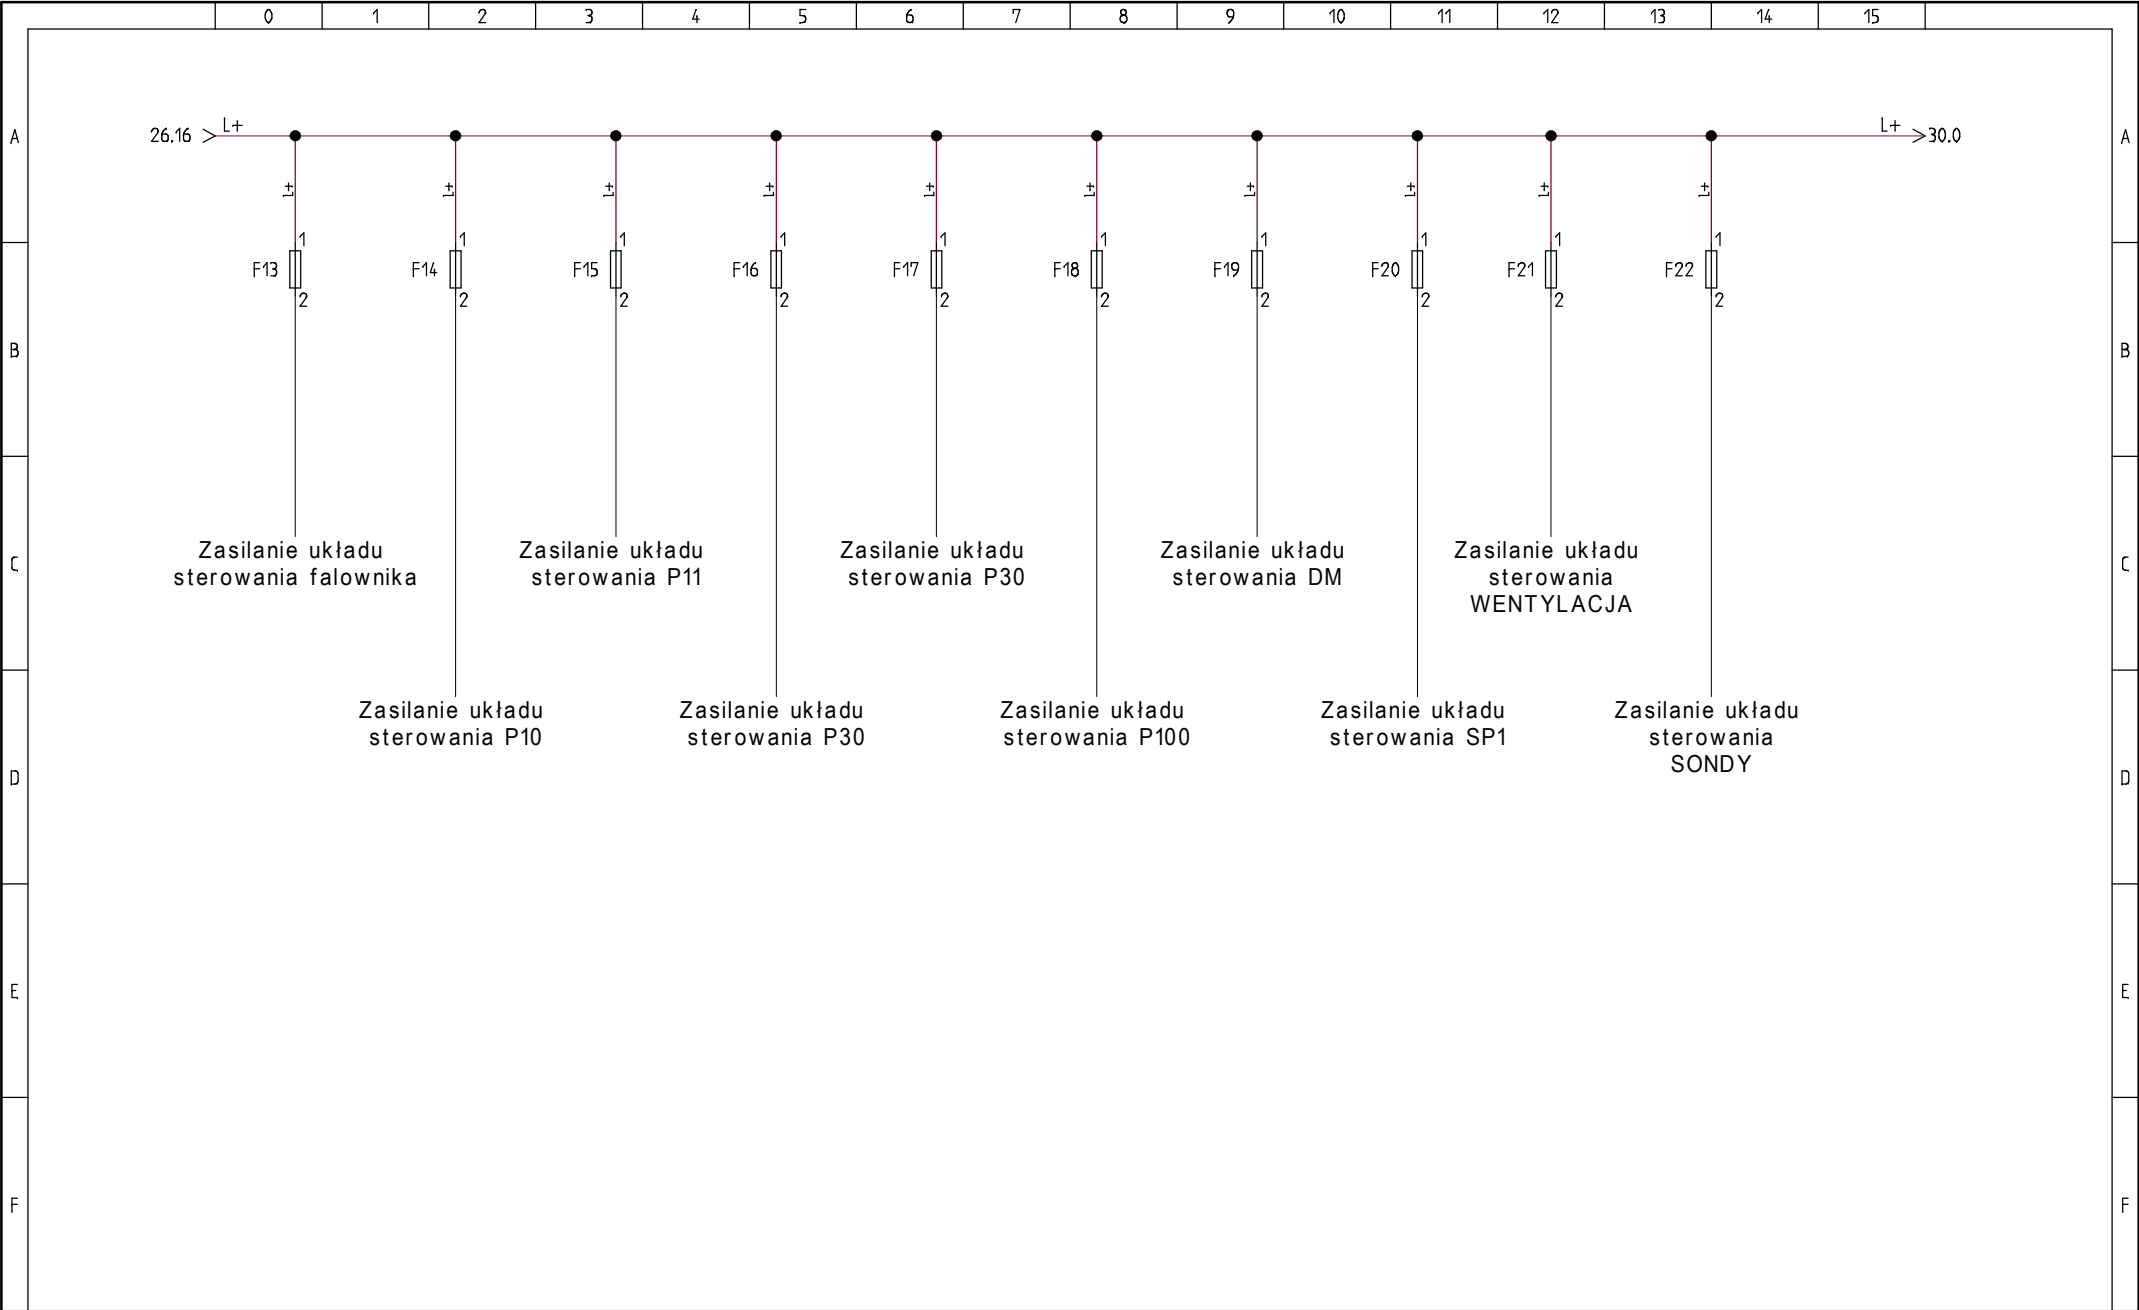 0 1 2 3 4 5 6 7 8 9 10 11 12 13 14 15
A 26.16 L+ L+ 30.0 A
L+ L+ L+ L+ L+ L+ L+ L+ L+ L+
1 1 1 1 1 1 1 1 1 1
F13 F14 F15 F16 F17 F18 F19 F20 F21 F22
2 2 2 2 2 2 2 2 2 2
B B
Zasilanie układu
sterowania falownika
Zasilanie układu
sterowania P11
Zasilanie układu
sterowania P30
Zasilanie układu
sterowania DM
Zasilanie układu
sterowania
WENTYLACJA
C C
Zasilanie układu
sterowania P10
Zasilanie układu
sterowania P30
Zasilanie układu
sterowania P100
Zasilanie układu
sterowania SP1
Zasilanie układu
sterowania
SONDY
D D
E E
F F